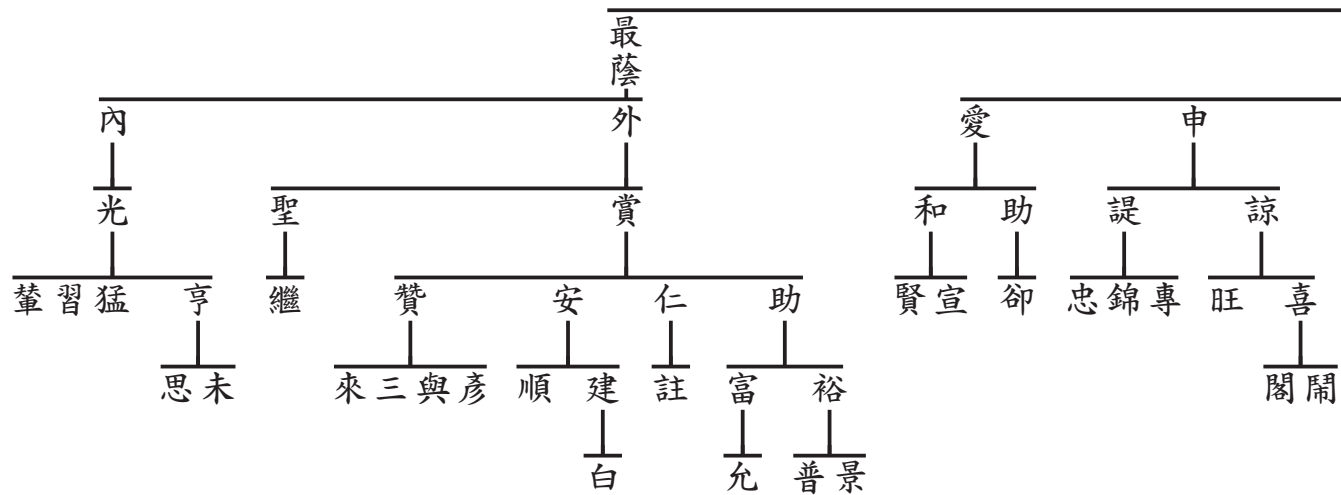 最蔭
內 外 愛 申
光 聖 賞 和 助 諟 諒
輦 習 猛 亨 繼 贊 安 仁 助 賢 宣 卻 忠 錦 專 旺 喜
思 未 來 三 與 彥 順 建 註 富 裕 閣 鬧
白 允 普 景